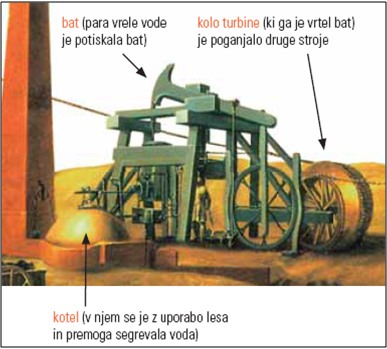 bat (para vrele vode
je potiskala bat)
kolo turbine (ki ga je vrtel bat)
je poganjalo druge stroje
kotel (v njem se je z uporabo lesa
in premoga segrevala voda)